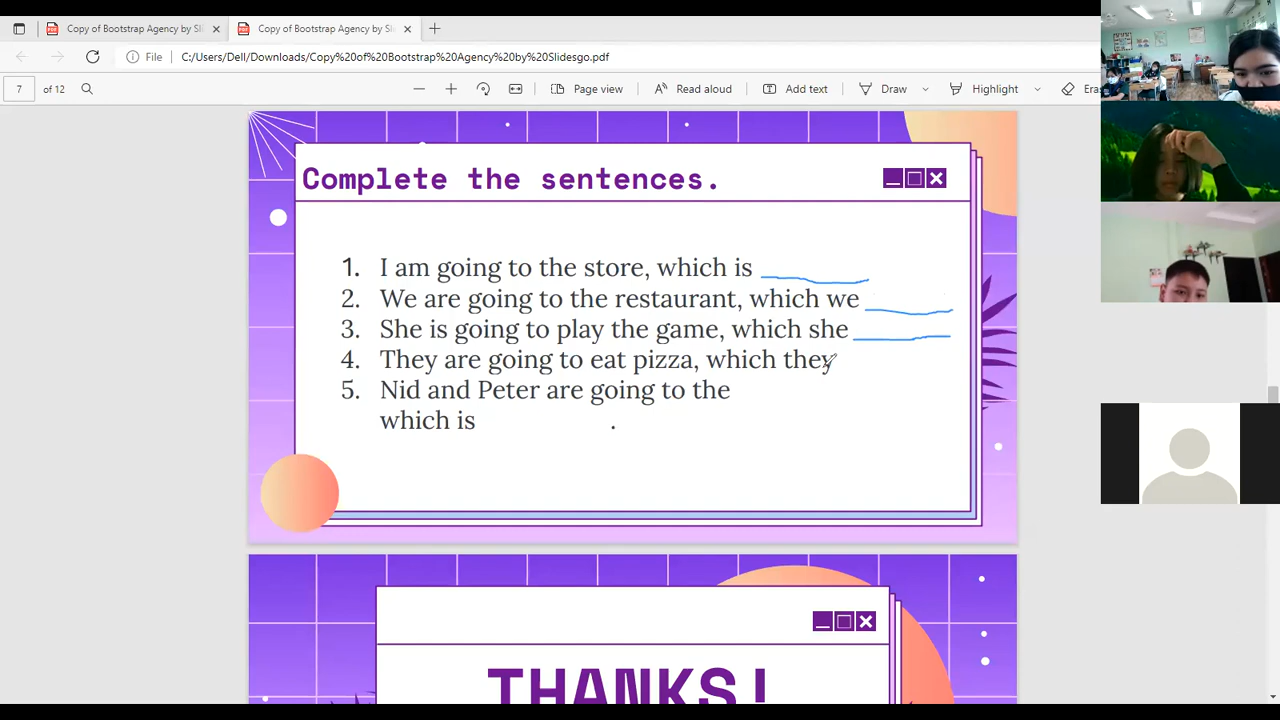 Copy of Bootstrap Agency by Sl
Copy of Bootstrap Agency by Sl
File
C:/Users/Dell/Downloads/Copy%20of%20Bootstrap%20Agency%20by%20Slidesgo.pdf
7 of 12
Page view
Read aloud
Add text
Draw
Highlight
Era
Complete the sentences.
1. I am going to the store, which is
2. We are going to the restaurant, which we
3. She is going to play the game, which she
4. They are going to eat pizza, which they
5. Nid and Peter are going to the
which is .
THANKS!